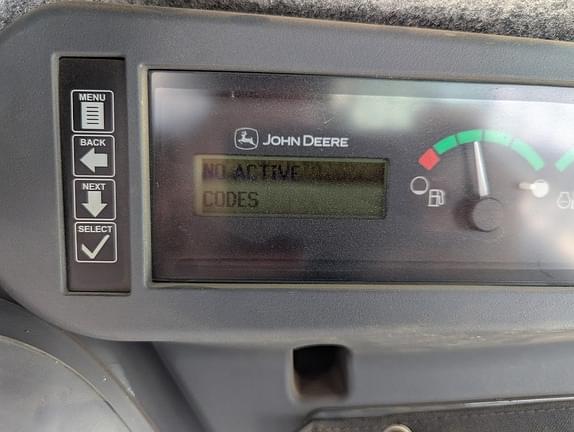 MENU
BACK
NEXT
SELECT
JOHN DEERE
NO ACTIVE
CODES